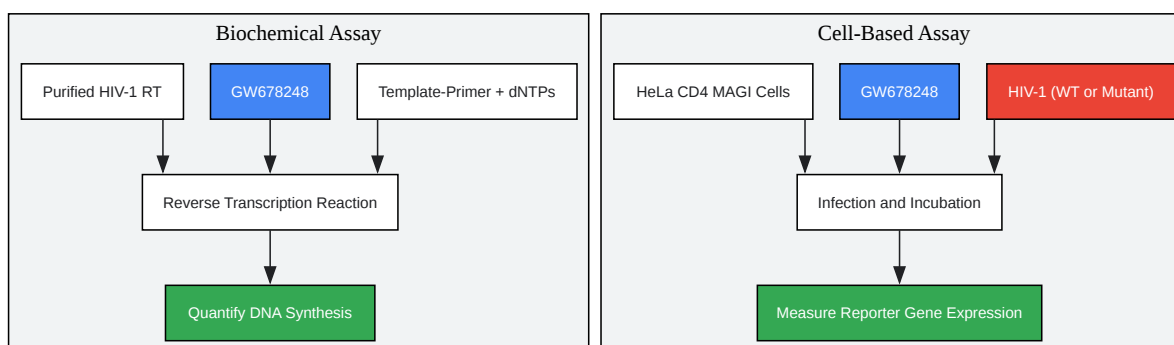 Biochemical Assay
Purified HIV-1 RT
GW678248
Template-Primer + dNTPs
Reverse Transcription Reaction
Quantify DNA Synthesis
Cell-Based Assay
HeLa CD4 MAGI Cells
GW678248
HIV-1 (WT or Mutant)
Infection and Incubation
Measure Reporter Gene Expression